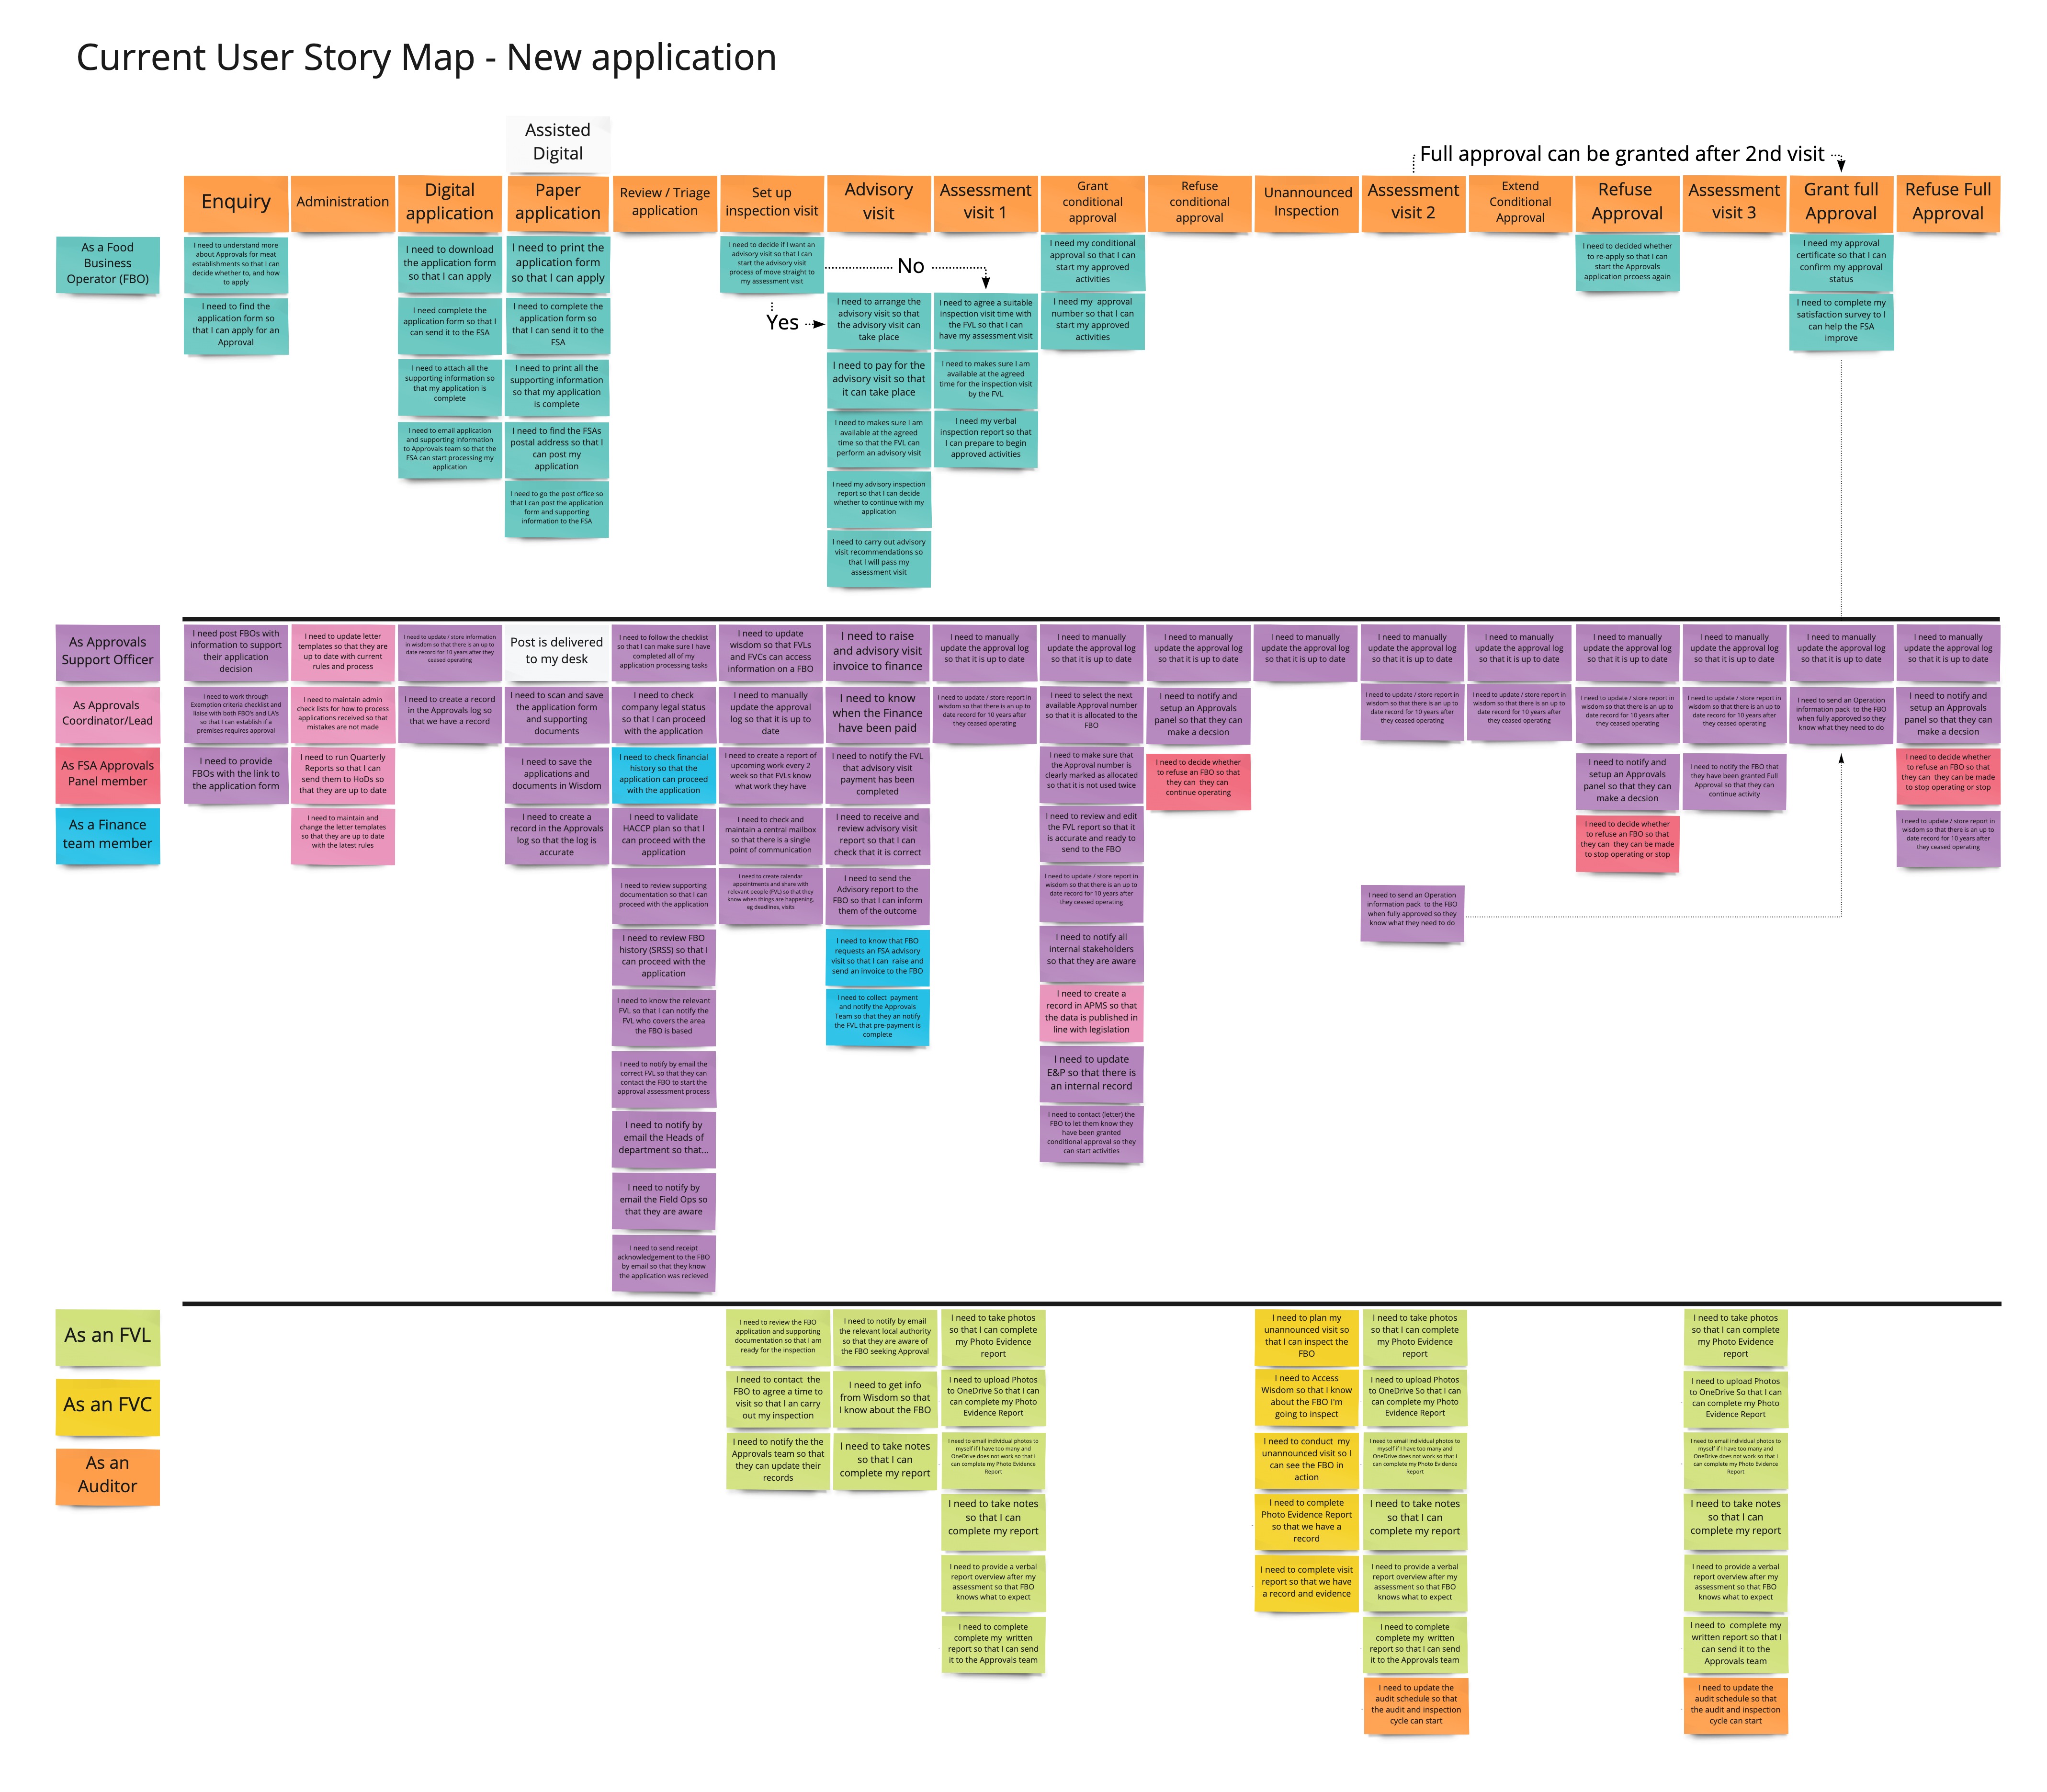 Current User Story Map - New application
Assisted
Digital
Full approval can be granted after 2nd visit
Enquiry
Administration
Digital
application
Paper
application
Review / Triage
application
Set up
inspection visit
Advisory
visit
Assessment
visit 1
Grant
conditional
approval
Refuse
conditional
approval
Unannounced
Inspection
Assessment
visit 2
Extend
Conditional
Approval
Refuse
Approval
Assessment
visit 3
Grant full
Approval
Refuse Full
Approval
As a Food
Business
Operator (FBO)
I need to understand more
about Approvals for meat
establishments so that I can
decide whether to, and how
to apply
I need to find the
application form so
that I can apply for an
Approval
I need to download
the application form
so that I can apply
I need complete the
application form so that I
can send it to the FSA
I need to attach all the
supporting information so
that my application is
complete
I need to email application
and supporting information
to Approvals team so that the
FSA can start processing my
application
I need to print the
application form
so that I can apply
I need to complete the
application form so
that I can send it to the
FSA
I need to print all the
supporting information
so that my application
is complete
I need to find the FSAs
postal address so that I
can post my
application
I need to go the post office so
that I can post the application
form and supporting
information to the FSA
I need to decide if I want an
advisory visit so that I can
start the advisory visit
process of move straight to
my assessment visit
No
Yes
I need to arrange the
advisory visit so that
the advisory visit can
take place
I need to pay for the
advisory visit so that
it can take place
I need to makes sure I am
available at the agreed
time so that the FVL can
perform an advisory visit
I need my advisory inspection
report so that I can decide
whether to continue with my
application
I need to carry out advisory
visit recommendations so
that I will pass my
assessment visit
I need to agree a suitable
inspection visit time with
the FVL so that I can
have my assessment visit
I need to makes sure I am
available at the agreed
time for the inspection visit
by the FVL
I need my verbal
inspection report so that
I can prepare to begin
approved activities
I need my conditional
approval so that I can
start my approved
activities
I need my  approval
number so that I can
start my approved
activities
I need to decided whether
to re-apply so that I can
start the Approvals
application prcoess again
I need my approval
certificate so that I can
confirm my approval
status
I need to complete my
satisfaction survey to I
can help the FSA
improve
As Approvals
Support Officer
As Approvals
Coordinator/Lead
As FSA Approvals
Panel member
As a Finance
team member
I need post FBOs with
information to support
their application
decision
I need to work through
Exemption criteria checklist and
liaise with both FBO's and LA's
so that I can establish if a
premises requires approval
I need to provide
FBOs with the link to
the application form
I need to update letter
templates so that they are
up to date with current
rules and process
I need to maintain admin
check lists for how to process
applications received so that
mistakes are not made
I need to run Quarterly
Reports so that I can
send them to HoDs so
that they are up to date
I need to maintain and
change the letter templates
so that they are up to date
with the latest rules
I need to update / store information
in wisdom so that there is an up to
date record for 10 years after they
ceased operating
I need to create a record
in the Approvals log so
that we have a record
Post is delivered
to my desk
I need to scan and save
the application form
and supporting
documents
I need to save the
applications and
documents in Wisdom
I need to create a
record in the Approvals
log so that the log is
accurate
I need to follow the checklist
so that I can make sure I have
completed all of my
application processing tasks
I need to check
company legal status
so that I can proceed
with the application
I need to check financial
history so that the
application can proceed
with the application
I need to validate
HACCP plan so that I
can proceed with the
application
I need to review supporting
documentation so that I can
proceed with the application
I need to review FBO
history (SRSS) so that I
can proceed with the
application
I need to know the relevant
FVL so that I can notify the
FVL who covers the area
the FBO is based
I need to notify by email the
correct FVL so that they can
contact the FBO to start the
approval assessment process
I need to notify by
email the Heads of
department so that...
I need to notify by
email the Field Ops so
that they are aware
I need to send receipt
acknowledgement to the FBO
by email so that they know
the application was recieved
I need to update
wisdom so that FVLs
and FVCs can access
information on a FBO
I need to manually
update the approval
log so that it is up to
date
I need to create a report of
upcoming work every 2
week so that FVLs know
what work they have
I need to check and
maintain a central mailbox
so that there is a single
point of communication
I need to create calendar
appointments and share with
relevant people (FVL) so that they
know when things are happening,
eg deadlines, visits
I need to raise
and advisory visit
invoice to finance
I need to know
when the Finance
have been paid
I need to notify the FVL
that advisory visit
payment has been
completed
I need to receive and
review advisory visit
report so that I can
check that it is correct
I need to send the
Advisory report to the
FBO so that I can inform
them of the outcome
I need to know that FBO
requests an FSA advisory
visit so that I can  raise and
send an invoice to the FBO
I need to collect  payment
and notify the Approvals
Team so that they an notify
the FVL that pre-payment is
complete
I need to manually
update the approval log
so that it is up to date
I need to update / store report in
wisdom so that there is an up to
date record for 10 years after
they ceased operating
I need to manually
update the approval log
so that it is up to date
I need to select the next
available Approval number
so that it is allocated to the
FBO
I need to make sure that
the Approval number is
clearly marked as allocated
so that it is not used twice
I need to review and edit
the FVL report so that it
is accurate and ready to
send to the FBO
I need to update / store report in
wisdom so that there is an up to
date record for 10 years after
they ceased operating
I need to notify all
internal stakeholders
so that they are aware
I need to create a
record in APMS so that
the data is published in
line with legislation
I need to update
E&P so that there is
an internal record
I need to contact (letter) the
FBO to let them know they
have been granted
conditional approval so they
can start activities
I need to manually
update the approval log
so that it is up to date
I need to notify and
setup an Approvals
panel so that they can
make a decsion
I need to decide whether
to refuse an FBO so that
they can  they can
continue operating
I need to manually
update the approval log
so that it is up to date
I need to manually
update the approval log
so that it is up to date
I need to update / store report in
wisdom so that there is an up to
date record for 10 years after
they ceased operating
I need to send an Operation
information pack  to the FBO
when fully approved so they
know what they need to do
I need to manually
update the approval log
so that it is up to date
I need to update / store report in
wisdom so that there is an up to
date record for 10 years after
they ceased operating
I need to manually
update the approval log
so that it is up to date
I need to update / store report in
wisdom so that there is an up to
date record for 10 years after
they ceased operating
I need to notify and
setup an Approvals
panel so that they can
make a decsion
I need to decide whether
to refuse an FBO so that
they can  they can be made
to stop operating or stop
I need to manually
update the approval log
so that it is up to date
I need to update / store report in
wisdom so that there is an up to
date record for 10 years after
they ceased operating
I need to notify the FBO that
they have been granted Full
Approval so that they can
continue activity
I need to manually
update the approval log
so that it is up to date
I need to send an Operation
information pack  to the FBO
when fully approved so they
know what they need to do
I need to manually
update the approval log
so that it is up to date
I need to notify and
setup an Approvals
panel so that they can
make a decsion
I need to decide whether
to refuse an FBO so that
they can  they can be made
to stop operating or stop
I need to update / store report in
wisdom so that there is an up to
date record for 10 years after
they ceased operating
As an FVL
As an FVC
As an
Auditor
I need to review the FBO
application and supporting
documentation so that I am
ready for the inspection
I need to contact  the
FBO to agree a time to
visit so that I an carry
out my inspection
I need to notify the the
Approvals team so that
they can update their
records
I need to notify by email
the relevant local authority
so that they are aware of
the FBO seeking Approval
I need to get info
from Wisdom so that
I know about the FBO
I need to take notes
so that I can
complete my report
I need to take photos
so that I can complete
my Photo Evidence
report
I need to upload Photos
to OneDrive So that I can
can complete my Photo
Evidence Report
I need to email individual photos to
myself if I have too many and
OneDrive does not work so that I
can complete my Photo Evidence
Report
I need to take notes
so that I can
complete my report
I need to provide a verbal
report overview after my
assessment so that FBO
knows what to expect
I need to complete
complete my  written
report so that I can send
it to the Approvals team
I need to plan my
unannounced visit so
that I can inspect the
FBO
I need to Access
Wisdom so that I know
about the FBO I'm
going to inspect
I need to conduct  my
unannounced visit so I
can see the FBO in
action
I need to complete
Photo Evidence Report
so that we have a
record
I need to complete visit
report so that we have
a record and evidence
I need to take photos
so that I can complete
my Photo Evidence
report
I need to upload Photos
to OneDrive So that I can
can complete my Photo
Evidence Report
I need to email individual photos to
myself if I have too many and
OneDrive does not work so that I
can complete my Photo Evidence
Report
I need to take notes
so that I can
complete my report
I need to provide a verbal
report overview after my
assessment so that FBO
knows what to expect
I need to complete
complete my  written
report so that I can send
it to the Approvals team
I need to update the
audit schedule so that
the audit and inspection
cycle can start
I need to take photos
so that I can complete
my Photo Evidence
report
I need to upload Photos
to OneDrive So that I can
can complete my Photo
Evidence Report
I need to email individual photos to
myself if I have too many and
OneDrive does not work so that I
can complete my Photo Evidence
Report
I need to take notes
so that I can
complete my report
I need to provide a verbal
report overview after my
assessment so that FBO
knows what to expect
I need to  complete my
written report so that I
can send it to the
Approvals team
I need to update the
audit schedule so that
the audit and inspection
cycle can start